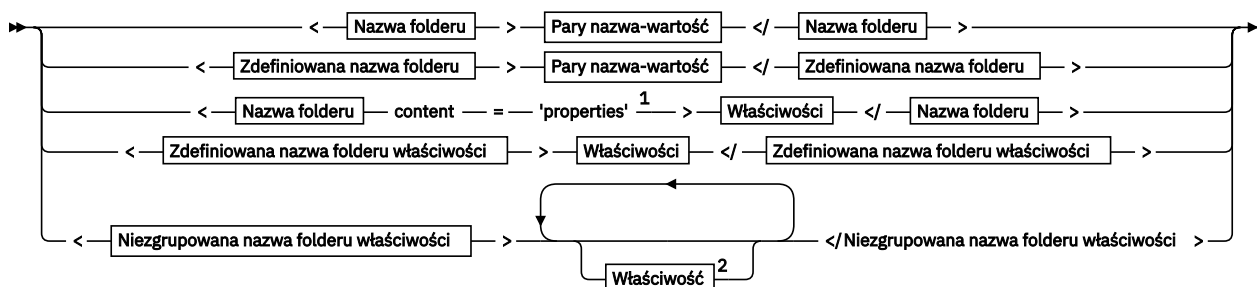 < Nazwa folderu > Pary nazwa-wartość </ Nazwa folderu >
< Zdefiniowana nazwa folderu > Pary nazwa-wartość </ Zdefiniowana nazwa folderu >
< Nazwa folderu content = 'properties' 1 > Właściwości </ Nazwa folderu >
< Zdefiniowana nazwa folderu właściwości > Właściwości </ Zdefiniowana nazwa folderu właściwości >
< Niezgrupowana nazwa folderu właściwości > </ Niezgrupowana nazwa folderu właściwości >
Właściwość 2